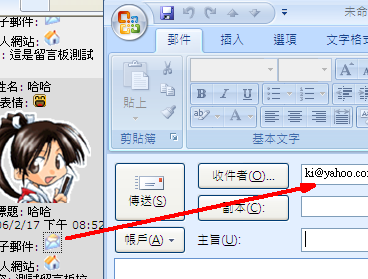 子郵件:
人網站:
: 這是留言板測試
姓名: 哈哈
表情:
標題: 哈哈
06/2/17 下午 08:52
子郵件:
人網站:
未命
郵件 插入 選項 文字格式
貼上
B I U
剪貼簿
基本文字
收件者(O)...
ki@yahoo.co
傳送(S)
副本(C):
帳戶(A)
主旨(U):